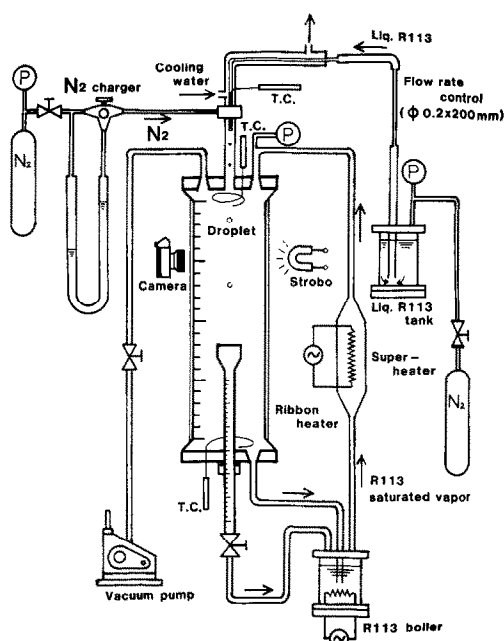 Liq. R113
Cooling
water
P
N2 charger
T.C.
Flow rate
control
(ϕ 0.2x200mm)
N2
T.C.
P
N2
P
Droplet
Camera
Strobo
Liq. R113
tank
Super-
heater
N2
Ribbon
heater
R113
saturated vapor
T.C.
Vacuum pump
R113 boiler